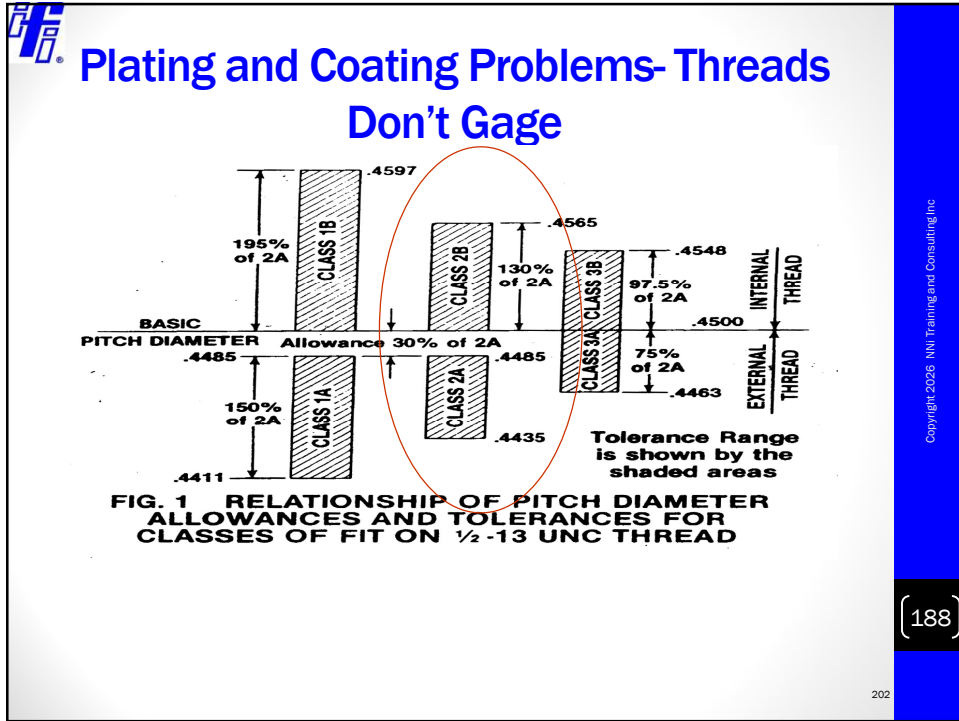 Plating and Coating Problems- Threads
Don't Gage
.4597
.4565
.4548
195%
of 2A
CLASS 1B
CLASS 2B
130%
of 2A
CLASS 3B
97.5%
of 2A
INTERNAL
THREAD
.4500
BASIC
PITCH DIAMETER
Allowance 30% of 2A
.4485
.4485
150%
of 2A
CLASS 1A
CLASS 2A
CLASS 3A
75%
of 2A
EXTERNAL
THREAD
.4463
.4435
.4411
Tolerance Range
is shown by the
shaded areas
FIG. 1 RELATIONSHIP OF PITCH DIAMETER
ALLOWANCES AND TOLERANCES FOR
CLASSES OF FIT ON ½ -13 UNC THREAD
Copyright 2026 NNi Training and Consulting Inc
188
202